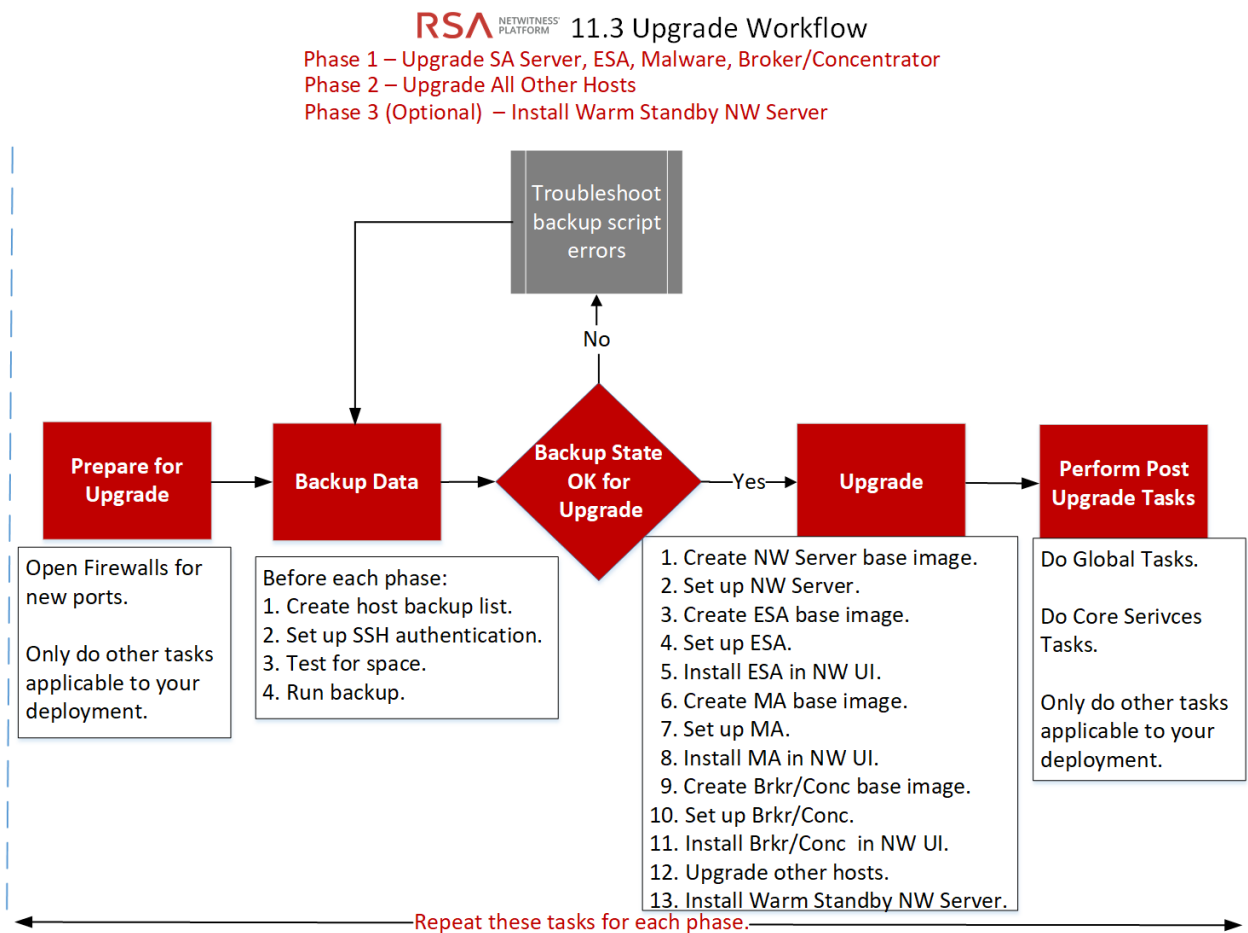 RSA NETWITNESS® PLATFORM 11.3 Upgrade Workflow
Phase 1 – Upgrade SA Server, ESA, Malware, Broker/Concentrator
Phase 2 – Upgrade All Other Hosts
Phase 3 (Optional) – Install Warm Standby NW Server
Troubleshoot
backup script
errors
No
Prepare for
Upgrade
Backup Data
Backup State
OK for
Upgrade
Yes
Upgrade
Perform Post
Upgrade Tasks
Open Firewalls for
new ports.
Only do other tasks
applicable to your
deployment.
Before each phase:
1. Create host backup list.
2. Set up SSH authentication.
3. Test for space.
4. Run backup.
1. Create NW Server base image.
2. Set up NW Server.
3. Create ESA base image.
4. Set up ESA.
5. Install ESA in NW UI.
6. Create MA base image.
7. Set up MA.
8. Install MA in NW UI.
9. Create Brkr/Conc base image.
10. Set up Brkr/Conc.
11. Install Brkr/Conc in NW UI.
12. Upgrade other hosts.
13. Install Warm Standby NW Server.
Do Global Tasks.
Do Core Serivces
Tasks.
Only do other tasks
applicable to your
deployment.
Repeat these tasks for each phase.